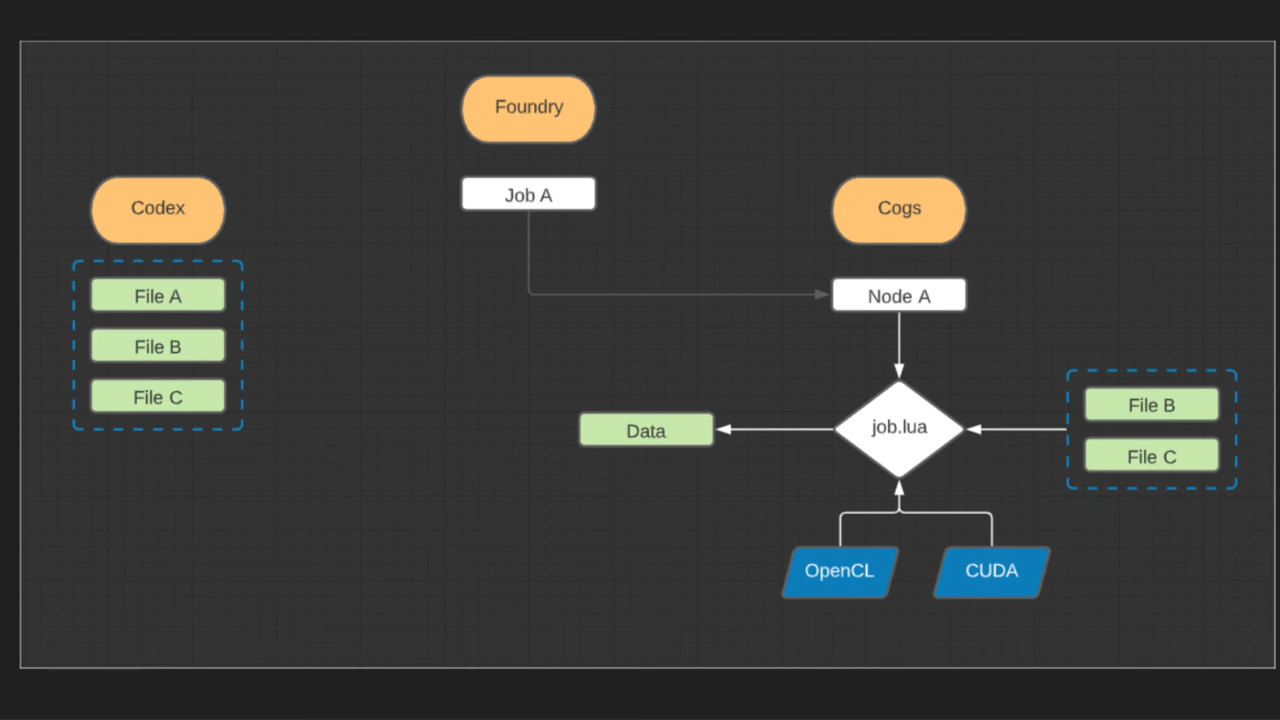 Foundry
Job A
Codex
File A
File B
File C
Cogs
Node A
job.lua
Data
File B
File C
OpenCL
CUDA